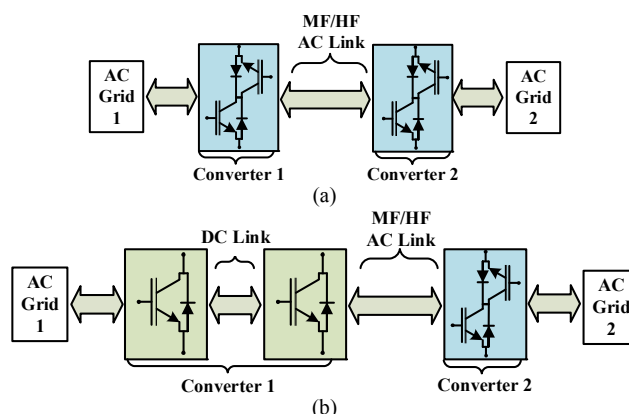 MF/HF
AC Link
AC
Grid
1
AC
Grid
2
Converter 1
Converter 2
(a)
DC Link
MF/HF
AC Link
AC
Grid
1
AC
Grid
2
Converter 1
Converter 2
(b)